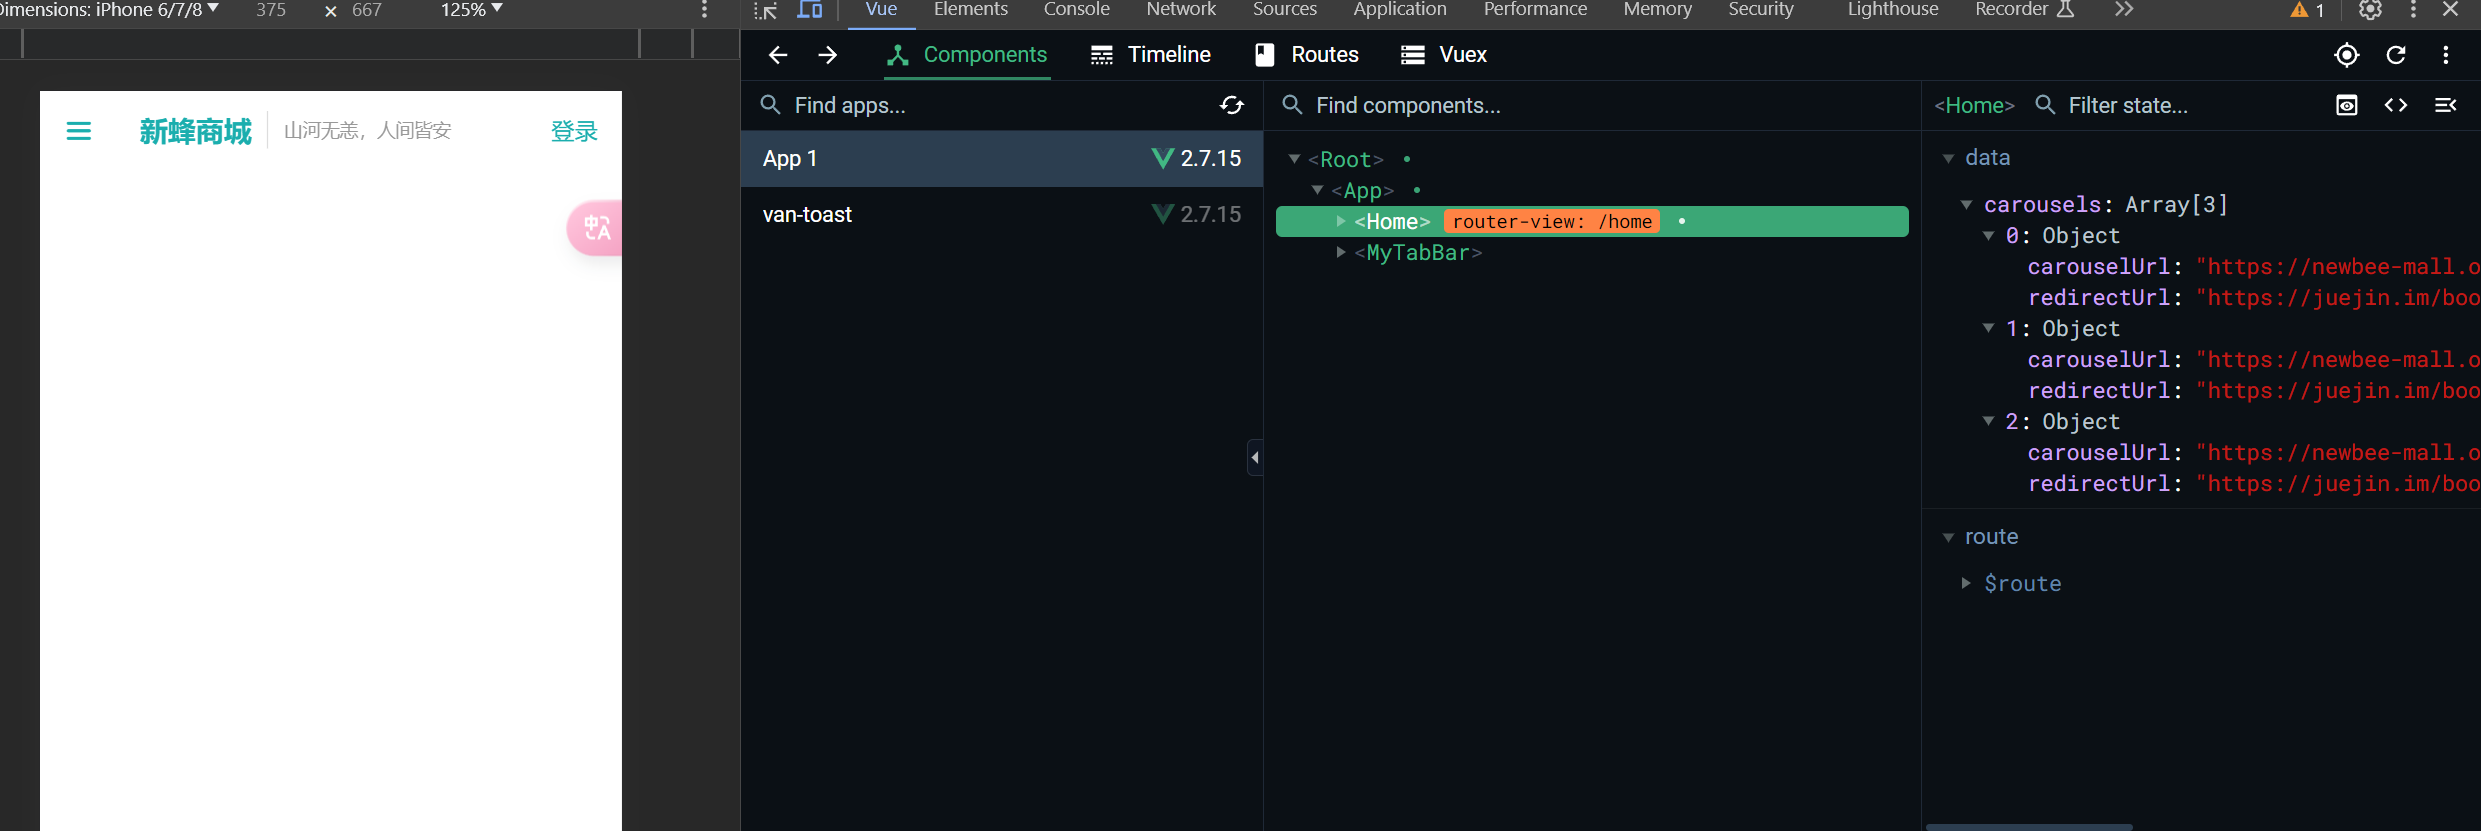 Dimensions: iPhone 6/7/8 ▼ 375 × 667 125% ▼
Vue Elements Console Network Sources Application Performance Memory Security Lighthouse Recorder 1
Components Timeline Routes Vuex
新蜂商城 山河无恙，人间皆安 登录
中A
Find apps...
App 1 2.7.15
van-toast 2.7.15
Find components...
<Root>
<App>
<Home> router-view: /home
<MyTabBar>
<Home> Filter state...
data
carousels: Array[3]
0: Object
carouselUrl: "https://newbee-mall.o
redirectUrl: "https://juejin.im/boo
1: Object
carouselUrl: "https://newbee-mall.o
redirectUrl: "https://juejin.im/boo
2: Object
carouselUrl: "https://newbee-mall.o
redirectUrl: "https://juejin.im/boo
route
$route